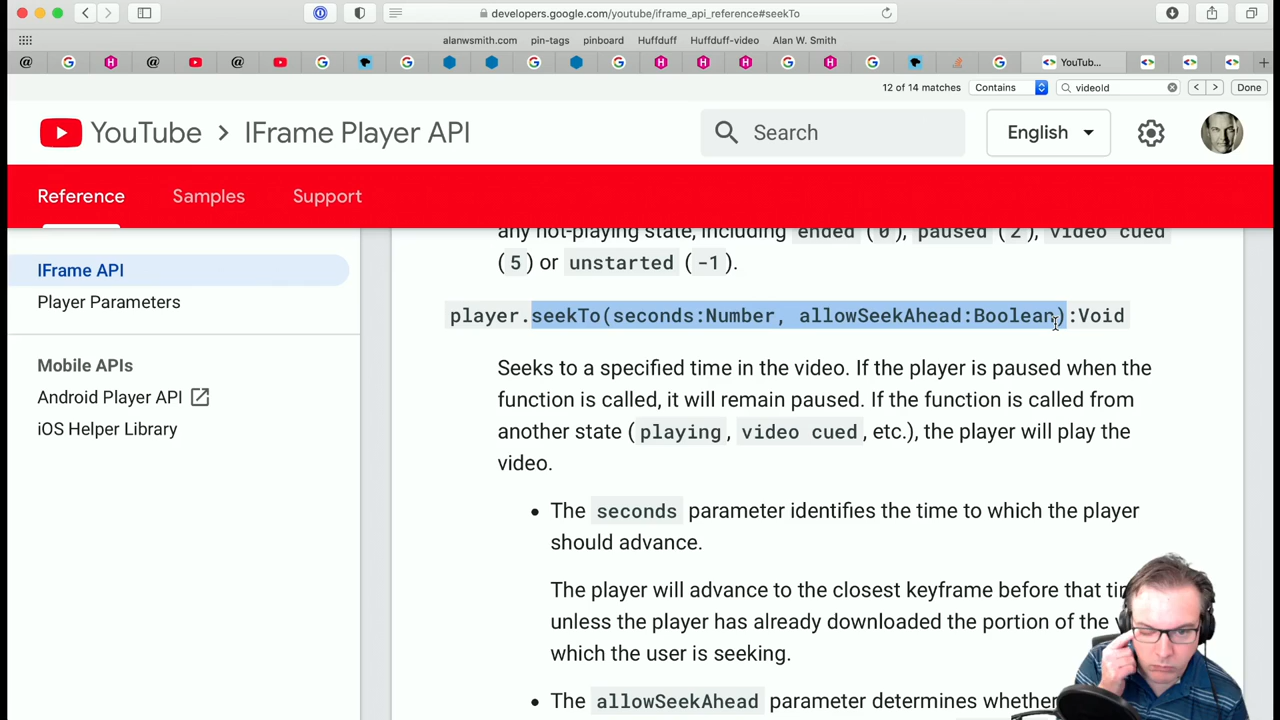 developers.google.com/youtube/iframe_api_reference#seekTo
alanwsmith.com pin-tags pinboard Huffduff Huffduff-video Alan W. Smith
YouTub...
12 of 14 matches Contains videoId Done
YouTube > IFrame Player API Search English
Reference Samples Support
IFrame API
Player Parameters
Mobile APIs
Android Player API
iOS Helper Library
any not-playing state, including ended (0), paused (2), video cued
(5) or unstarted (-1).
player.seekTo(seconds:Number, allowSeekAhead:Boolean):Void
Seeks to a specified time in the video. If the player is paused when the
function is called, it will remain paused. If the function is called from
another state (playing, video cued, etc.), the player will play the
video.
• The seconds parameter identifies the time to which the player
should advance.
The player will advance to the closest keyframe before that
unless the player has already downloaded the portion of the
which the user is seeking.
• The allowSeekAhead parameter determines whether